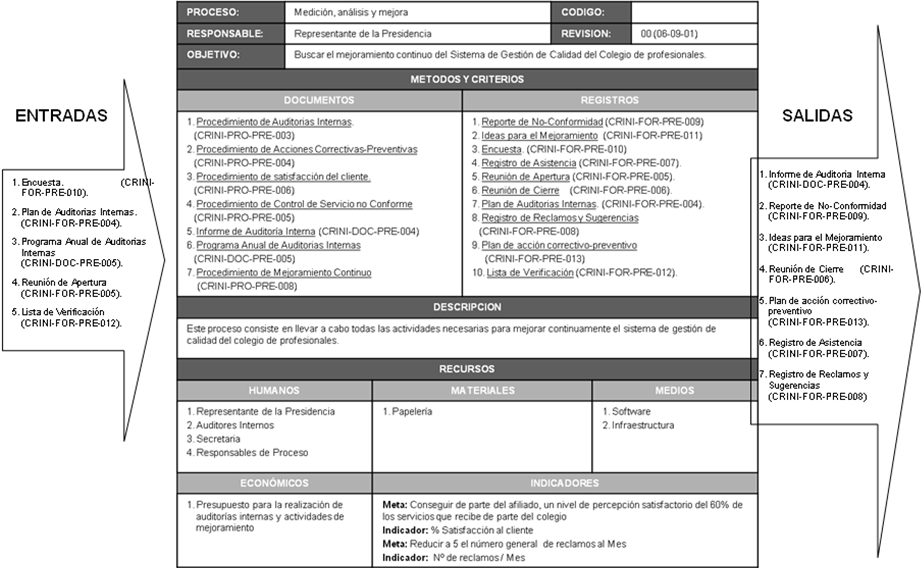 PROCESO: Medición, análisis y mejora CODIGO:
RESPONSABLE: Representante de la Presidencia REVISION: 00 (06-09-01)
OBJETIVO: Buscar el mejoramiento continuo del Sistema de Gestión de Calidad del Colegio de profesionales.
METODOS Y CRITERIOS
DOCUMENTOS
1. Procedimiento de Auditorias Internas.
(CRINI-PRO-PRE-003)
2. Procedimiento de Acciones Correctivas-Preventivas
(CRINI-PRO-PRE-004)
3. Procedimiento de satisfacción del cliente.
(CRINI-PRO-PRE-006)
4. Procedimiento de Control de Servicio no Conforme
(CRINI-PRO-PRE-005)
5. Informe de Auditoría Interna (CRINI-DOC-PRE-004)
6. Programa Anual de Auditorias Internas
(CRINI-DOC-PRE-005)
7. Procedimiento de Mejoramiento Continuo
(CRINI-PRO-PRE-008)
REGISTROS
1. Reporte de No-Conformidad (CRINI-FOR-PRE-009)
2. Ideas para el Mejoramiento (CRINI-FOR-PRE-011)
3. Encuesta. (CRINI-FOR-PRE-010)
4. Registro de Asistencia (CRINI-FOR-PRE-007).
5. Reunión de Apertura (CRINI-FOR-PRE-005).
6. Reunión de Cierre (CRINI-FOR-PRE-006).
7. Plan de Auditorias Internas. (CRINI-FOR-PRE-004)
8. Registro de Reclamos y Sugerencias
(CRINI-FOR-PRE-008)
9. Plan de acción correctivo-preventivo
(CRINI-FOR-PRE-013)
10. Lista de Verificación (CRINI-FOR-PRE-012).
DESCRIPCION
Este proceso consiste en llevar a cabo todas las actividades necesarias para mejorar continuamente el sistema de gestión de
calidad del colegio de profesionales.
RECURSOS
HUMANOS
1. Representante de la Presidencia
2. Auditores Internos
3. Secretaria
4. Responsables de Proceso
MATERIALES
1. Papelería
MEDIOS
1. Software
2. Infraestructura
ECONÓMICOS
1. Presupuesto para la realización de
auditorías internas y actividades de
mejoramiento
INDICADORES
Meta: Conseguir de parte del afiliado, un nivel de percepción satisfactorio del 60% de
los servicios que recibe de parte del colegio
Indicador: % Satisfacción al cliente
Meta: Reducir a 5 el número general de reclamos al Mes
Indicador: Nº de reclamos / Mes
ENTRADAS
1. Encuesta. (CRINI-
FOR-PRE-010).
2. Plan de Auditorias Internas.
(CRINI-FOR-PRE-004).
3. Programa Anual de Auditorias
Internas
(CRINI-DOC-PRE-005).
4. Reunión de Apertura
(CRINI-FOR-PRE-005).
5. Lista de Verificación
(CRINI-FOR-PRE-012).
SALIDAS
1. Informe de Auditoria Interna
(CRINI-DOC-PRE-004).
2. Reporte de No-Conformidad
(CRINI-FOR-PRE-009).
3. Ideas para el Mejoramiento
(CRINI-FOR-PRE-011).
4. Reunión de Cierre (CRINI-
FOR-PRE-006).
5. Plan de acción correctivo-
preventivo
(CRINI-FOR-PRE-013).
6. Registro de Asistencia
(CRINI-FOR-PRE-007).
7. Registro de Reclamos y
Sugerencias
(CRINI-FOR-PRE-008)